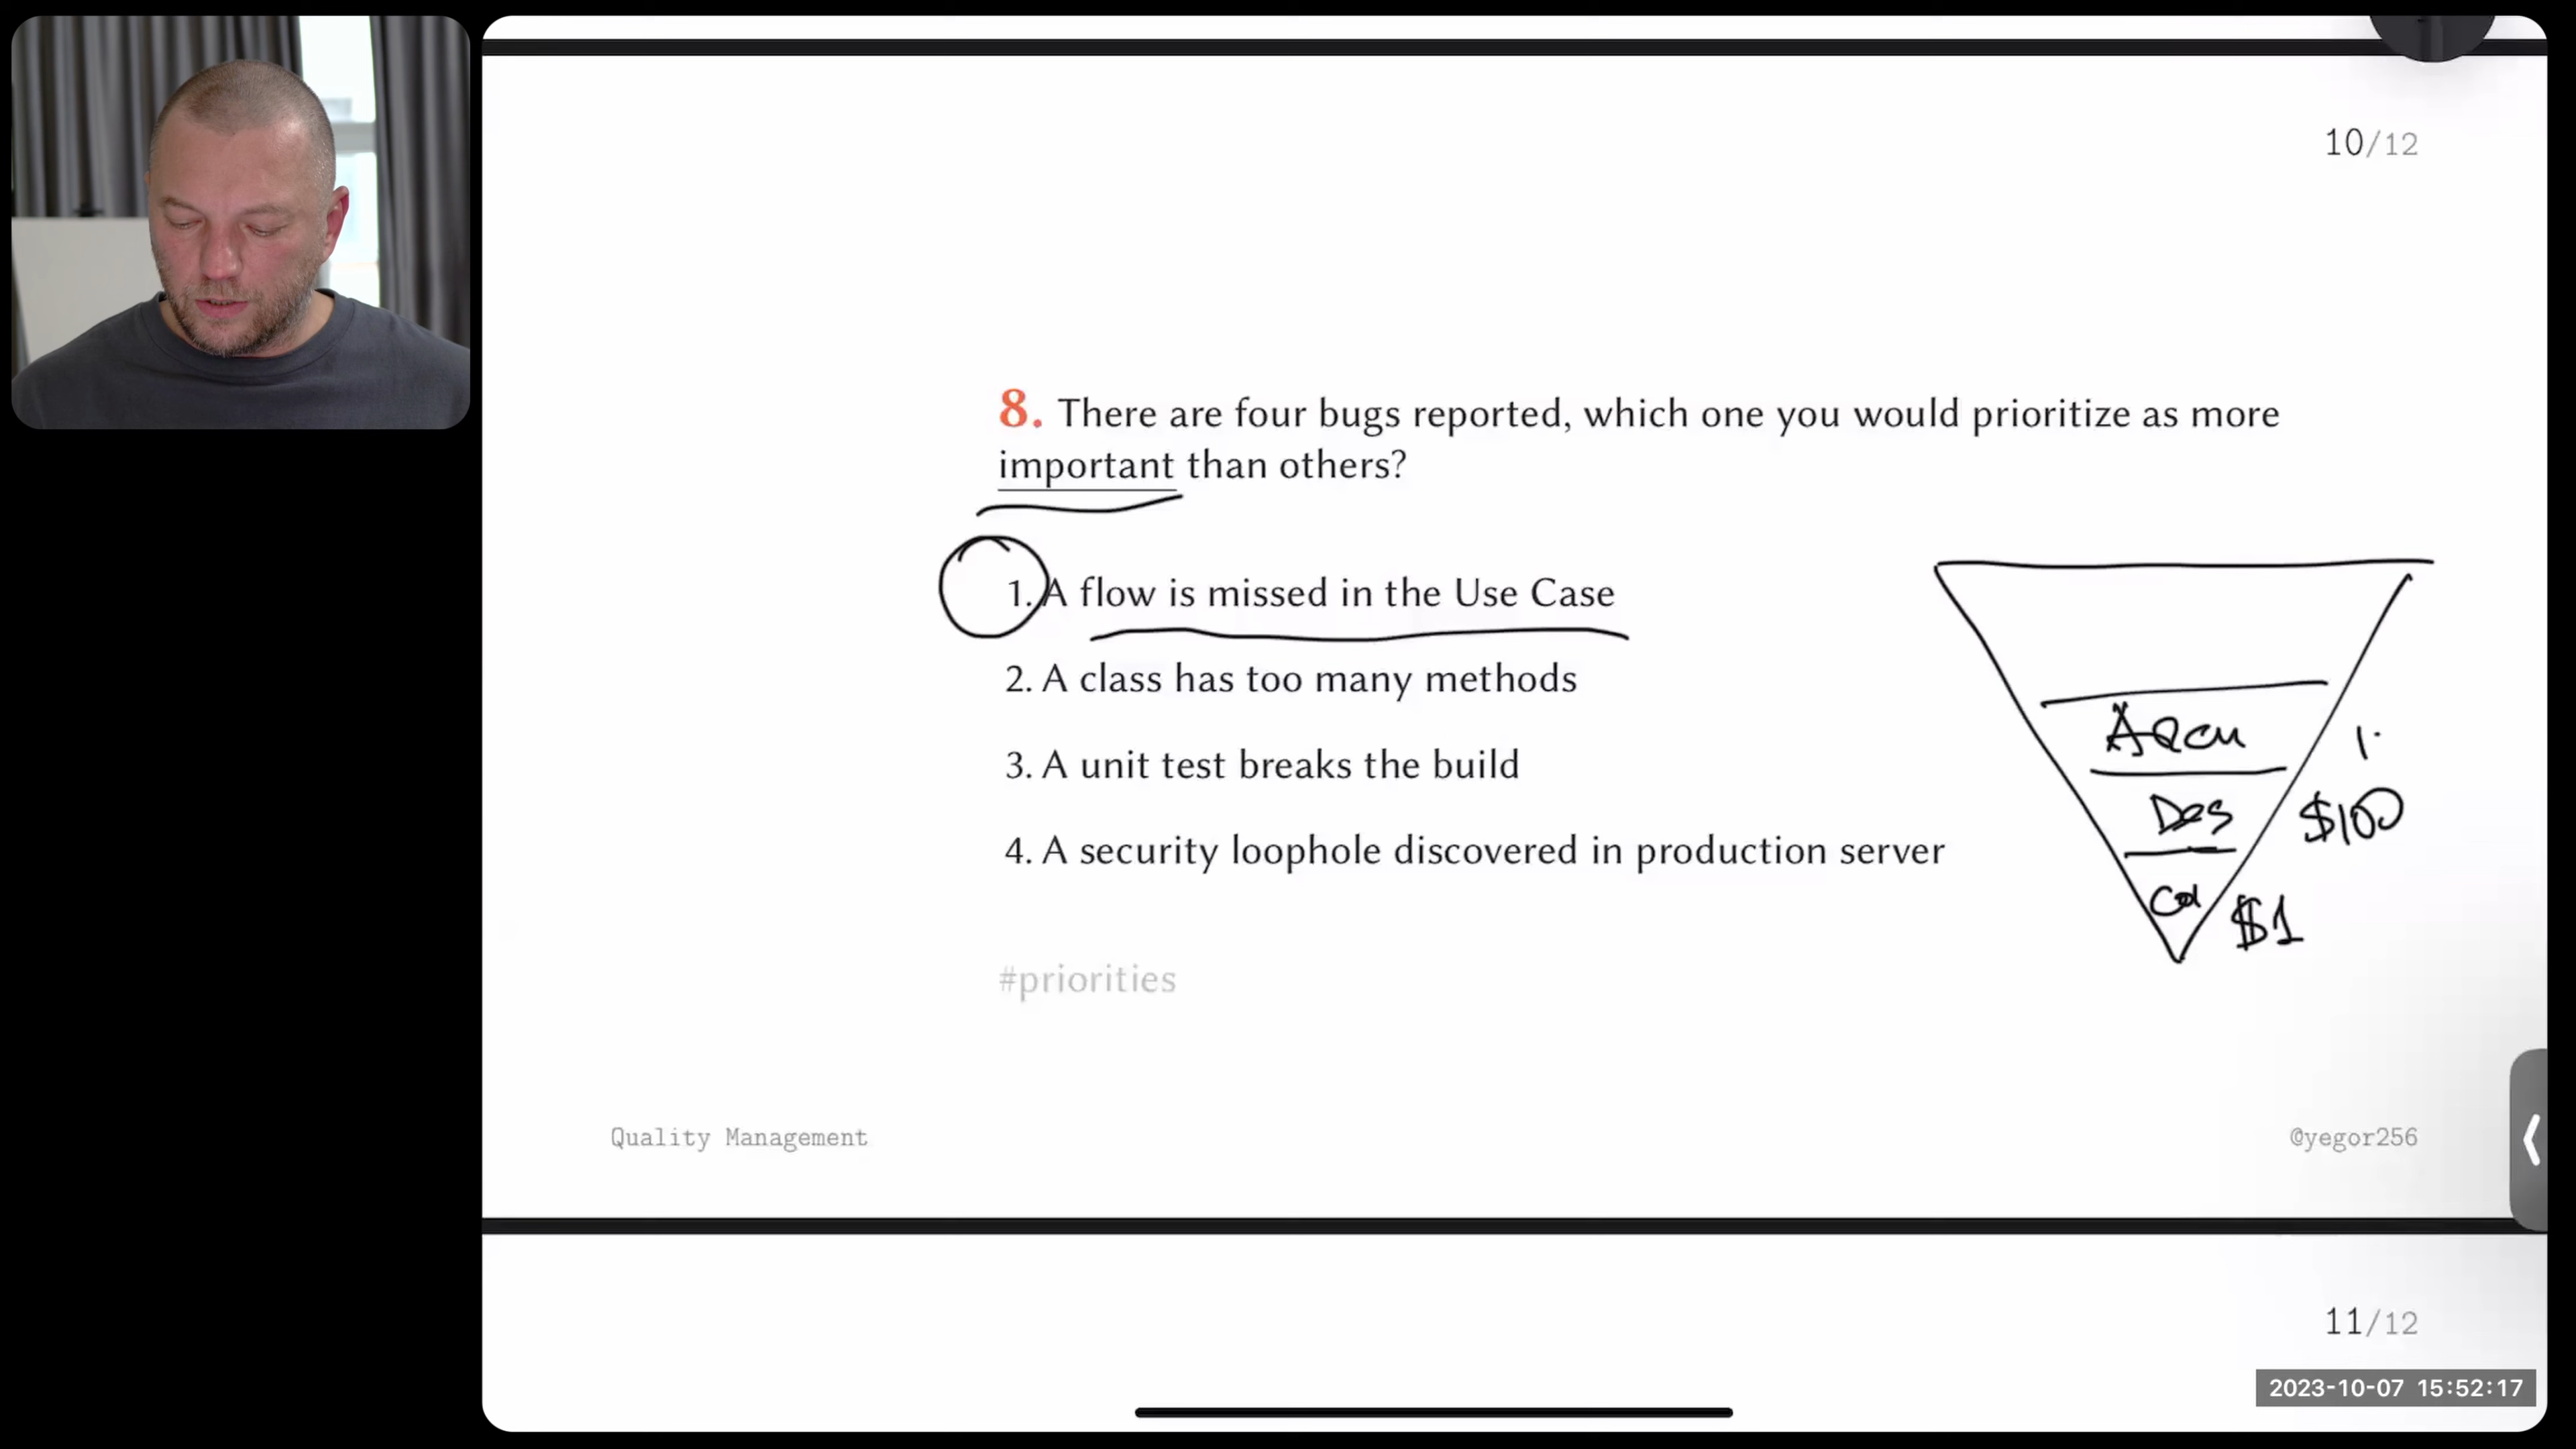 10/12
8. There are four bugs reported, which one you would prioritize as more
important than others?
1. A flow is missed in the Use Case
2. A class has too many methods
3. A unit test breaks the build
4. A security loophole discovered in production server
Des
$100
$1
#priorities
Quality Management
@yegor256
11/12
2023-10-07 15:52:17